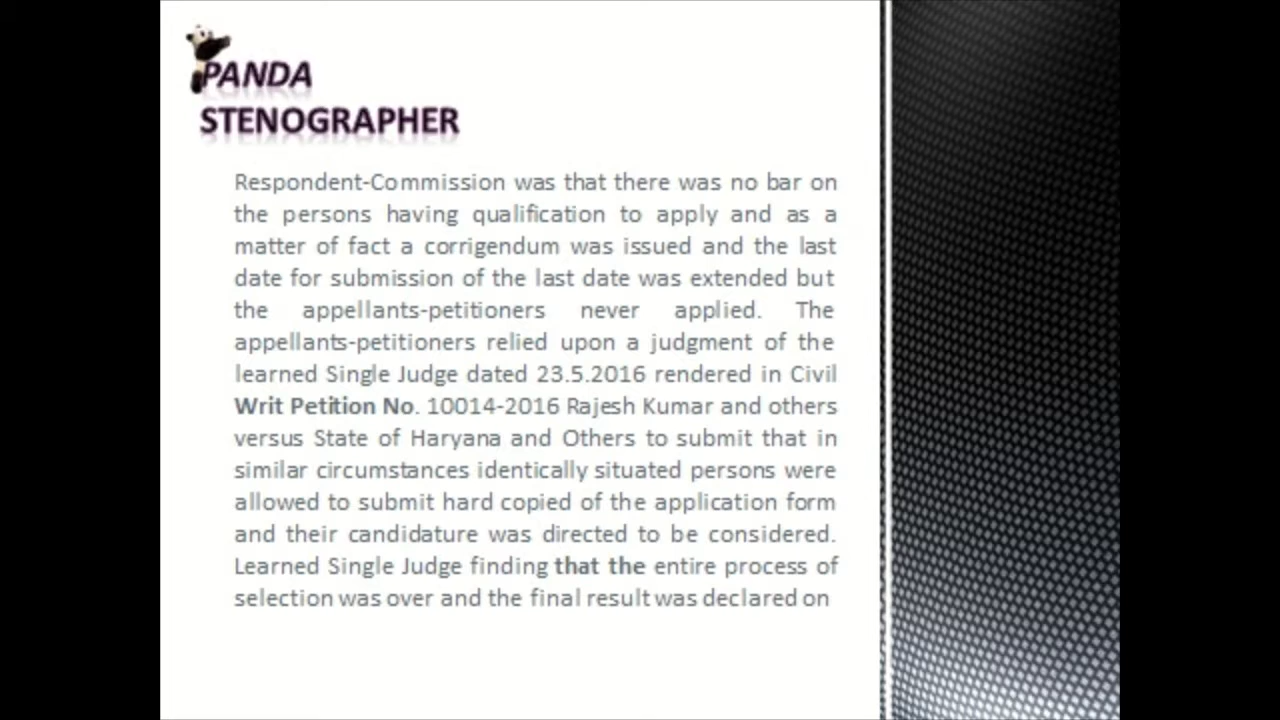 PANDA
STENOGRAPHER
Respondent-Commission was that there was no bar on
the persons having qualification to apply and as a
matter of fact a corrigendum was issued and the last
date for submission of the last date was extended but
the appellants-petitioners never applied. The
appellants-petitioners relied upon a judgment of the
learned Single Judge dated 23.5.2016 rendered in Civil
Writ Petition No. 10014-2016 Rajesh Kumar and others
versus State of Haryana and Others to submit that in
similar circumstances identically situated persons were
allowed to submit hard copied of the application form
and their candidature was directed to be considered.
Learned Single Judge finding that the entire process of
selection was over and the final result was declared on